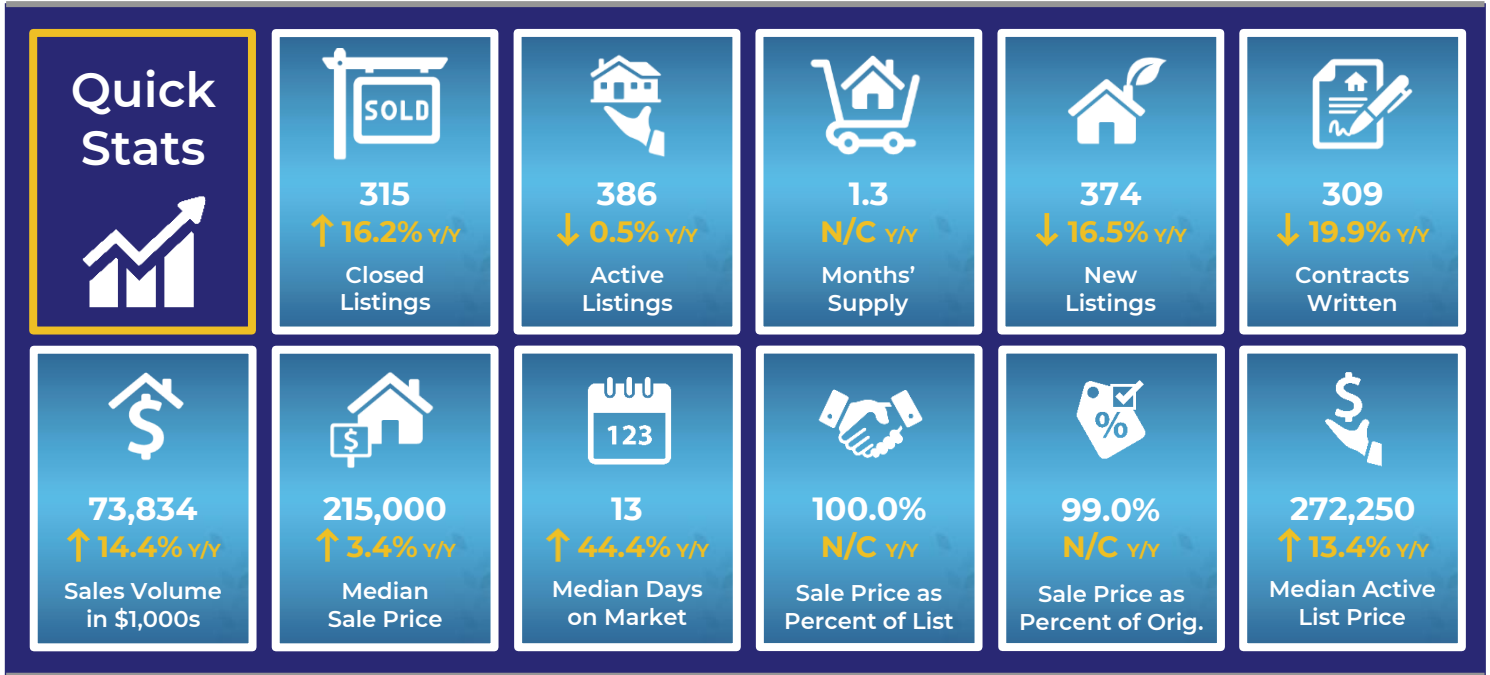 Quick
Stats
SOLD
315
↑ 16.2% Y/Y
Closed
Listings
386
↓ 0.5% Y/Y
Active
Listings
1.3
N/C Y/Y
Months’
Supply
374
↓ 16.5% Y/Y
New
Listings
309
↓ 19.9% Y/Y
Contracts
Written
$
73,834
↑ 14.4% Y/Y
Sales Volume
in $1,000s
$
215,000
↑ 3.4% Y/Y
Median
Sale Price
123
13
↑ 44.4% Y/Y
Median Days
on Market
100.0%
N/C Y/Y
Sale Price as
Percent of List
%
99.0%
N/C Y/Y
Sale Price as
Percent of Orig.
$
272,250
↑ 13.4% Y/Y
Median Active
List Price